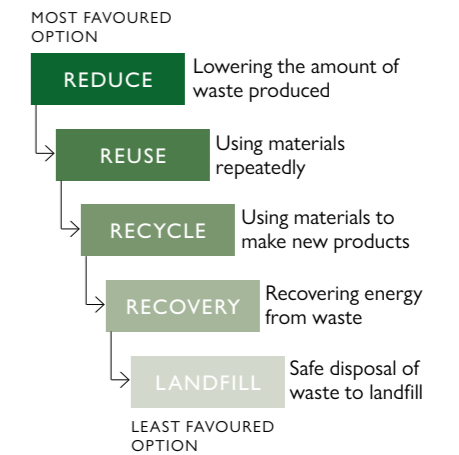 MOST FAVOURED
OPTION
REDUCE
Lowering the amount of
waste produced
REUSE
Using materials
repeatedly
RECYCLE
Using materials to
make new products
RECOVERY
Recovering energy
from waste
LANDFILL
Safe disposal of
waste to landfill
LEAST FAVOURED
OPTION